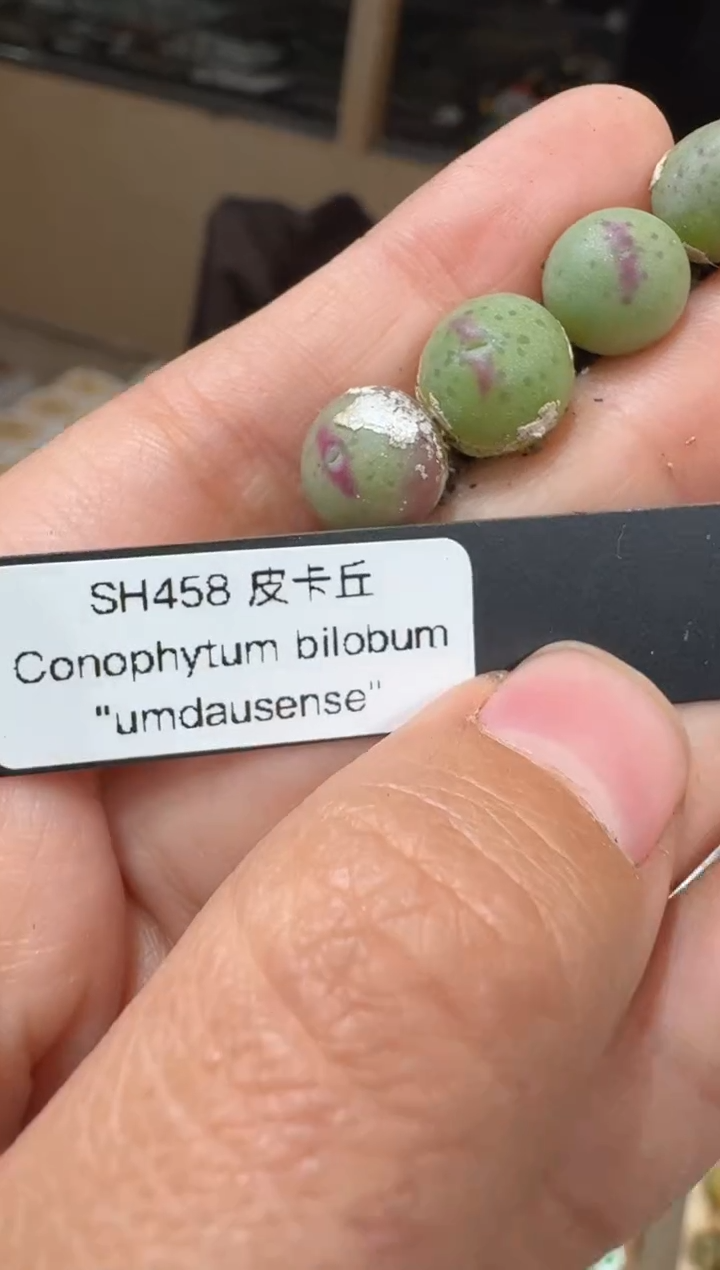 SH458 皮卡丘
Conophytum bilobum
"umdausense"